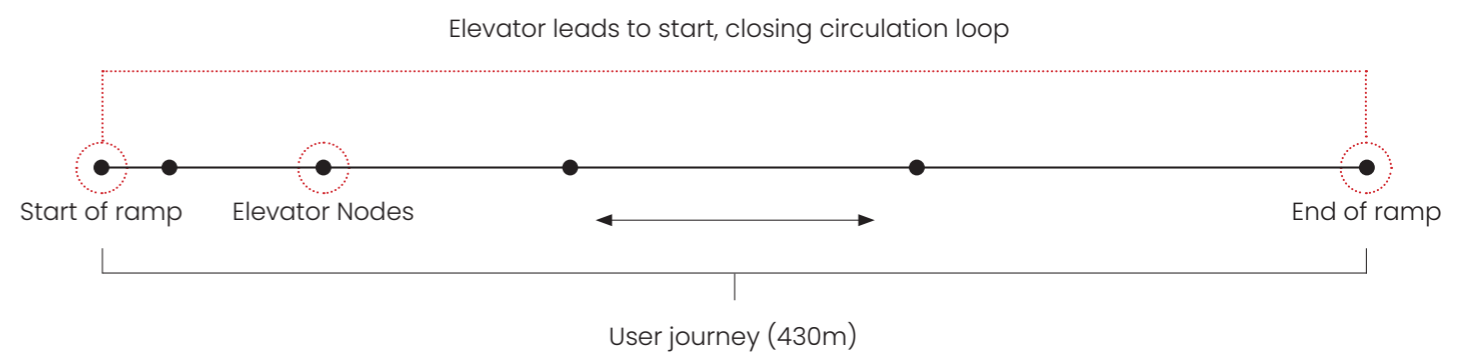 Elevator leads to start, closing circulation loop
Start of ramp
Elevator Nodes
End of ramp
User journey (430m)